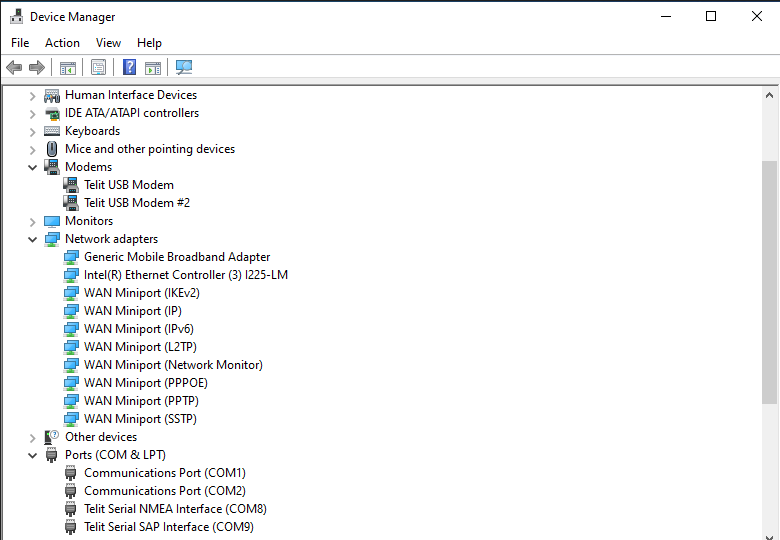 Device Manager
File Action View Help
Human Interface Devices
IDE ATA/ATAPI controllers
Keyboards
Mice and other pointing devices
Modems
Telit USB Modem
Telit USB Modem #2
Monitors
Network adapters
Generic Mobile Broadband Adapter
Intel(R) Ethernet Controller (3) I225-LM
WAN Miniport (IKEv2)
WAN Miniport (IP)
WAN Miniport (IPv6)
WAN Miniport (L2TP)
WAN Miniport (Network Monitor)
WAN Miniport (PPPOE)
WAN Miniport (PPTP)
WAN Miniport (SSTP)
Other devices
Ports (COM & LPT)
Communications Port (COM1)
Communications Port (COM2)
Telit Serial NMEA Interface (COM8)
Telit Serial SAP Interface (COM9)